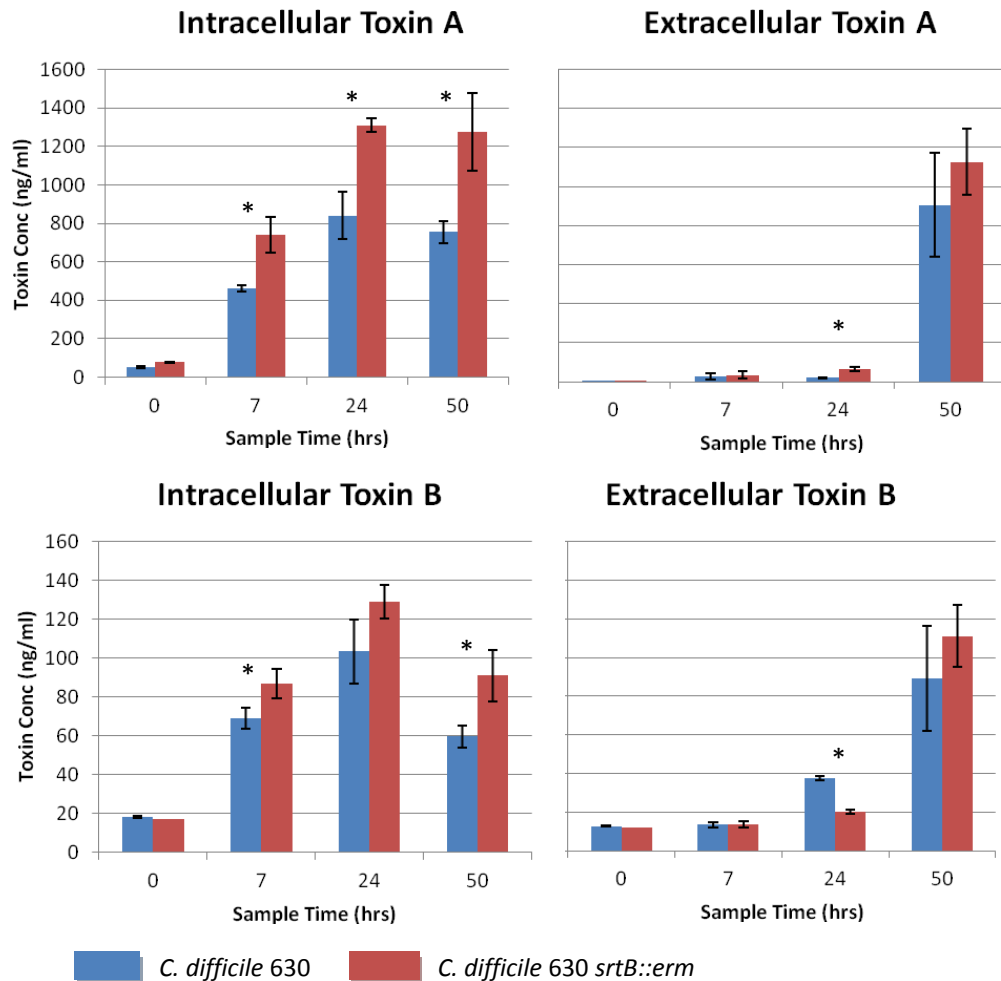 Intracellular Toxin A
Extracellular Toxin A
Toxin Conc (ng/ml)
1600
1400
1200
1000
800
600
400
200
0
*
*
*
0 7 24 50
Sample Time (hrs)
*
0 7 24 50
Sample Time (hrs)
Intracellular Toxin B
Extracellular Toxin B
Toxin Conc (ng/ml)
160
140
120
100
80
60
40
20
0
*
*
0 7 24 50
Sample Time (hrs)
*
0 7 24 50
Sample Time (hrs)
C. difficile 630
C. difficile 630 srtB::erm